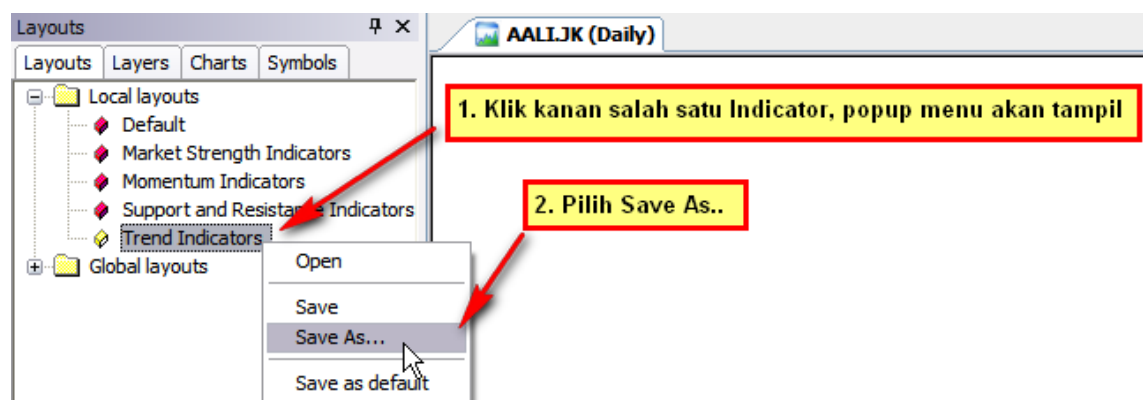 Layouts
AALI.JK (Daily)
Layouts Layers Charts Symbols
Local layouts
Default
Market Strength Indicators
Momentum Indicators
Support and Resistance Indicators
Trend Indicators
Global layouts
1. Klik kanan salah satu Indicator, popup menu akan tampil
2. Pilih Save As..
Open
Save
Save As...
Save as default